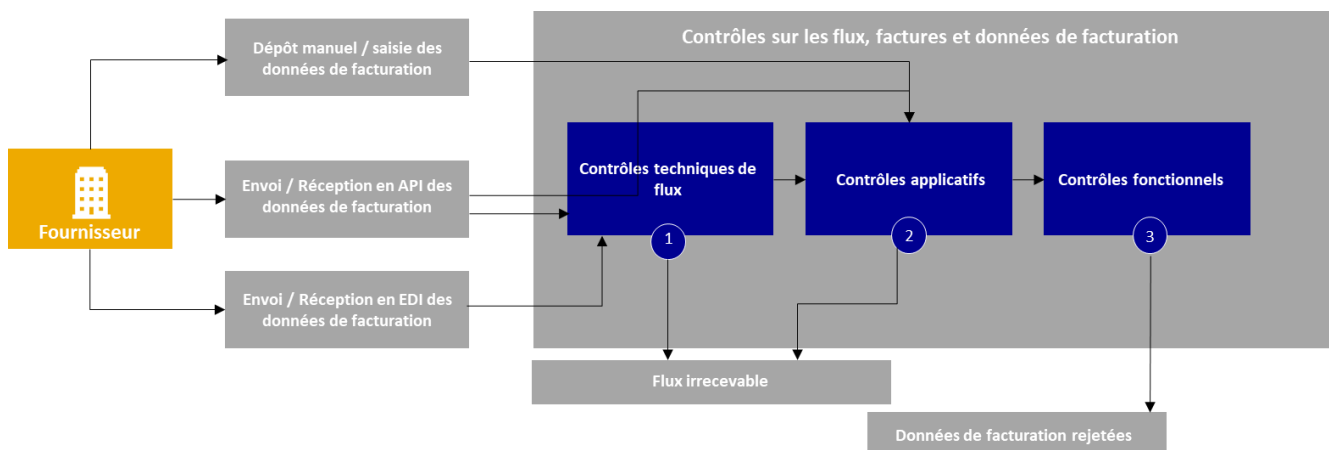 Dépôt manuel / saisie des
données de facturation
Contrôles sur les flux, factures et données de facturation
Fournisseur
Envoi / Réception en API des
données de facturation
Contrôles techniques de
flux
1
Contrôles applicatifs
2
Contrôles fonctionnels
3
Envoi / Réception en EDI des
données de facturation
Flux irrecevable
Données de facturation rejetées